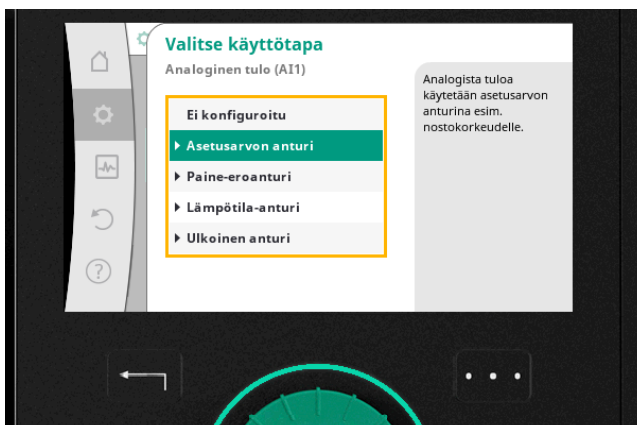 Valitse käyttötapa
Analoginen tulo (AI1)
Ei konfiguroitu
Asetusarvon anturi
Paine-eroanturi
Lämpötila-anturi
Ulkoinen anturi
Analogista tuloa
käytetään asetusarvon
anturina esim.
nostokorkeudelle.